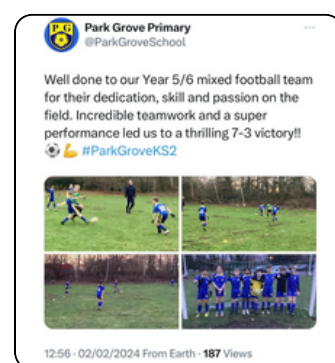 Park Grove Primary
@ParkGroveSchool
Well done to our Year 5/6 mixed football team
for their dedication, skill and passion on the
field. Incredible teamwork and a super
performance led us to a thrilling 7-3 victory!!
⚽💪 #ParkGroveKS2
12:56 · 02/02/2024 From Earth · 187 Views